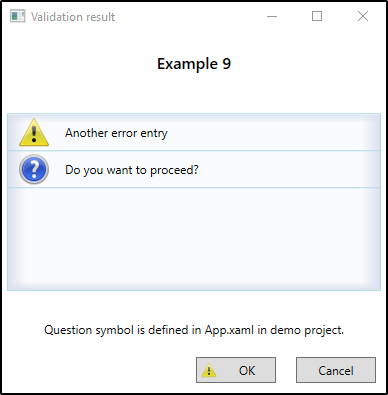 Validation result
Example 9
Another error entry
Do you want to proceed?
Question symbol is defined in App.xaml in demo project.
OK
Cancel